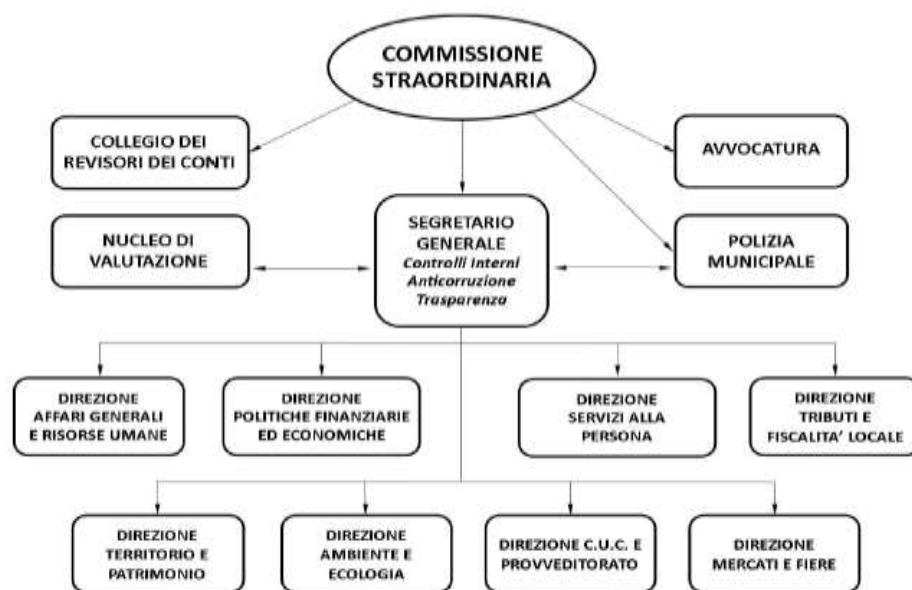 COMMISSIONE
STRAORDINARIA
COLLEGIO DEI
REVISORI DEI CONTI
AVVOCATURA
NUCLEO DI
VALUTAZIONE
SEGRETARIO
GENERALE
Controlli Interni
Anticorruzione
Trasparenza
POLIZIA
MUNICIPALE
DIREZIONE
AFFARI GENERALI
E RISORSE UMANE
DIREZIONE
POLITICHE FINANZIARIE
ED ECONOMICHE
DIREZIONE
SERVIZI ALLA
PERSONA
DIREZIONE
TRIBUTI E
FISCALITA' LOCALE
DIREZIONE
TERRITORIO E
PATRIMONIO
DIREZIONE
AMBIENTE E
ECOLOGIA
DIREZIONE C.U.C. E
PROVVEDITORATO
DIREZIONE
MERCATI E FIERE